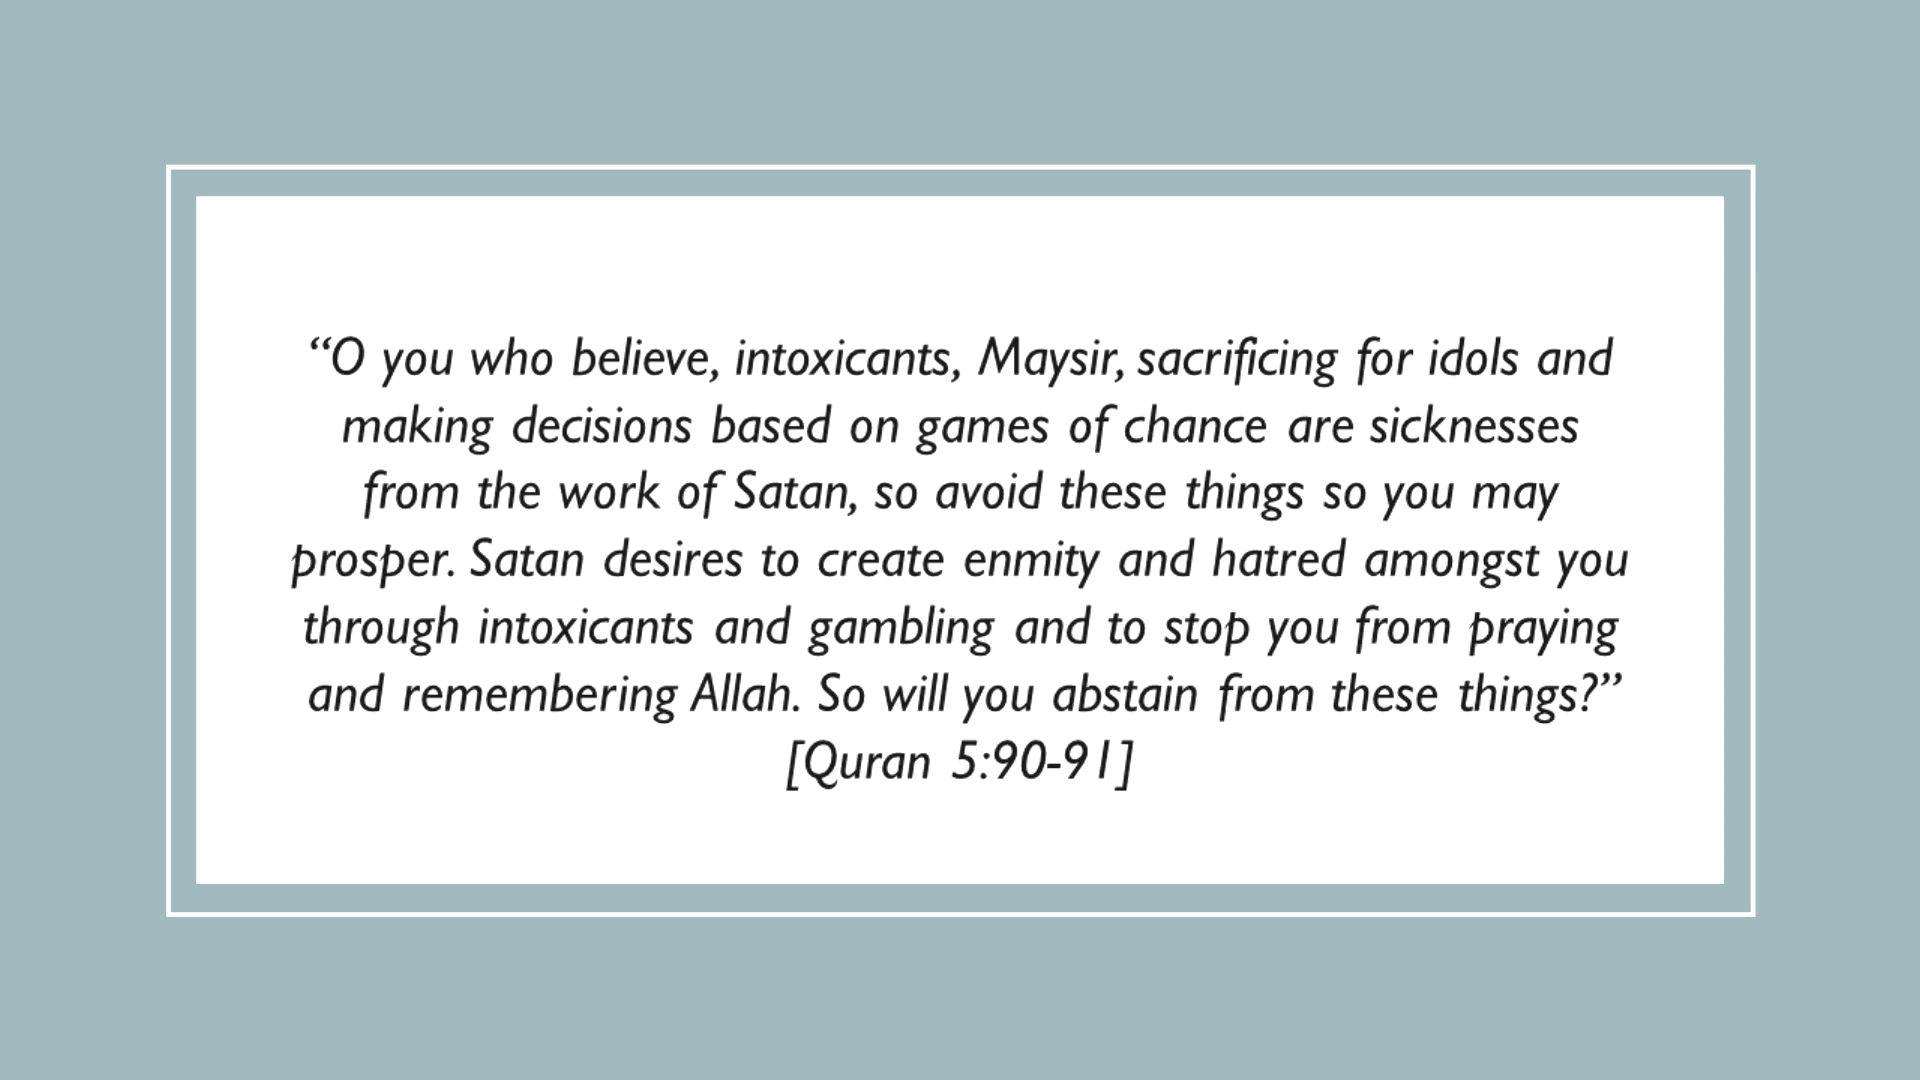 “O you who believe, intoxicants, Maysir, sacrificing for idols and
making decisions based on games of chance are sicknesses
from the work of Satan, so avoid these things so you may
prosper. Satan desires to create enmity and hatred amongst you
through intoxicants and gambling and to stop you from praying
and remembering Allah. So will you abstain from these things?”
[Quran 5:90-91]